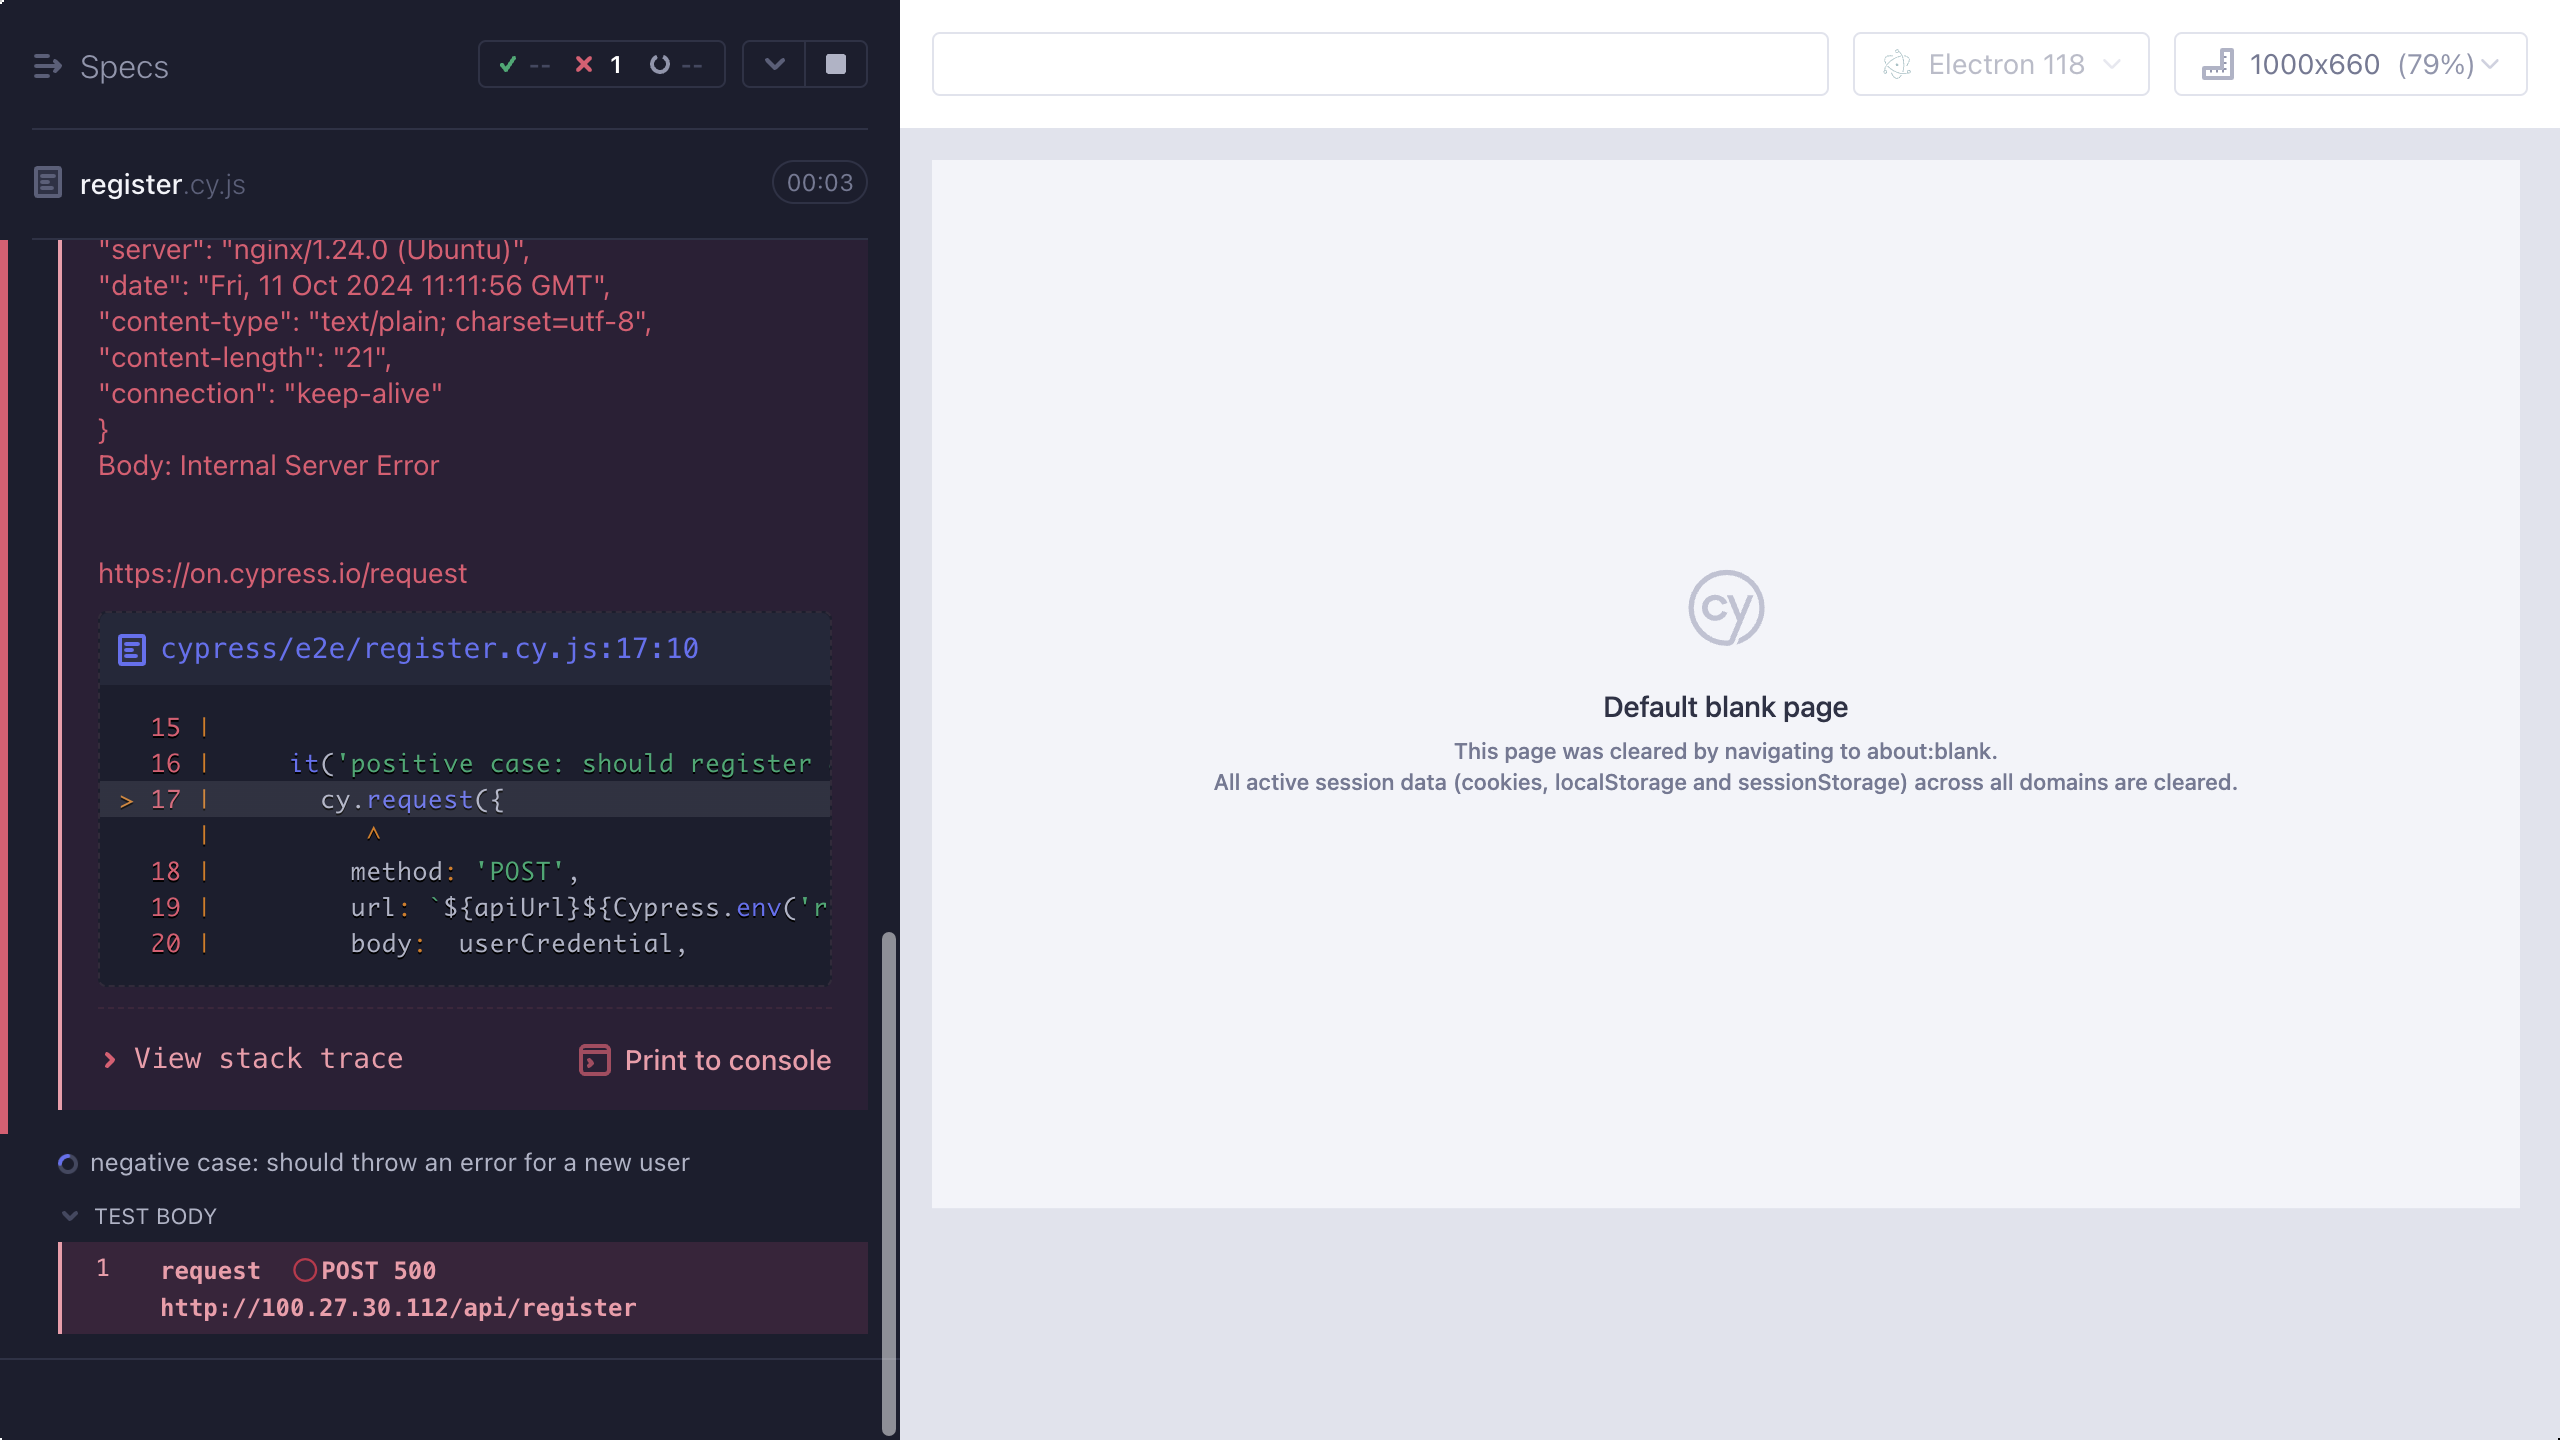 Specs
-- 1 --
register.cy.js
00:03
"server": "nginx/1.24.0 (Ubuntu)",
"date": "Fri, 11 Oct 2024 11:11:56 GMT",
"content-type": "text/plain; charset=utf-8",
"content-length": "21",
"connection": "keep-alive"
}
Body: Internal Server Error
https://on.cypress.io/request
cypress/e2e/register.cy.js:17:10
15 |
16 | it('positive case: should register
> 17 | cy.request({
| ^
18 | method: 'POST',
19 | url: `${apiUrl}${Cypress.env('r
20 | body: userCredential,
View stack trace
Print to console
negative case: should throw an error for a new user
TEST BODY
1 request POST 500
http://100.27.30.112/api/register
Electron 118
1000x660 (79%)
cy
Default blank page
This page was cleared by navigating to about:blank.
All active session data (cookies, localStorage and sessionStorage) across all domains are cleared.